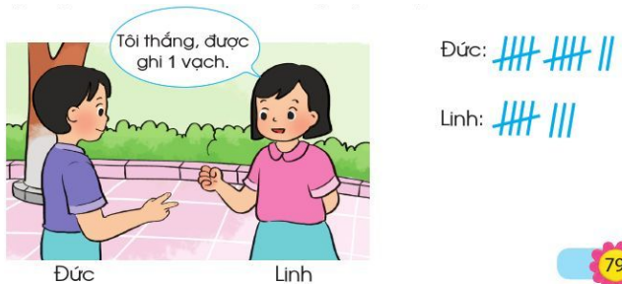 Tôi thắng, được
ghi 1 vạch.
Đức:
Linh:
Đức
Linh
79